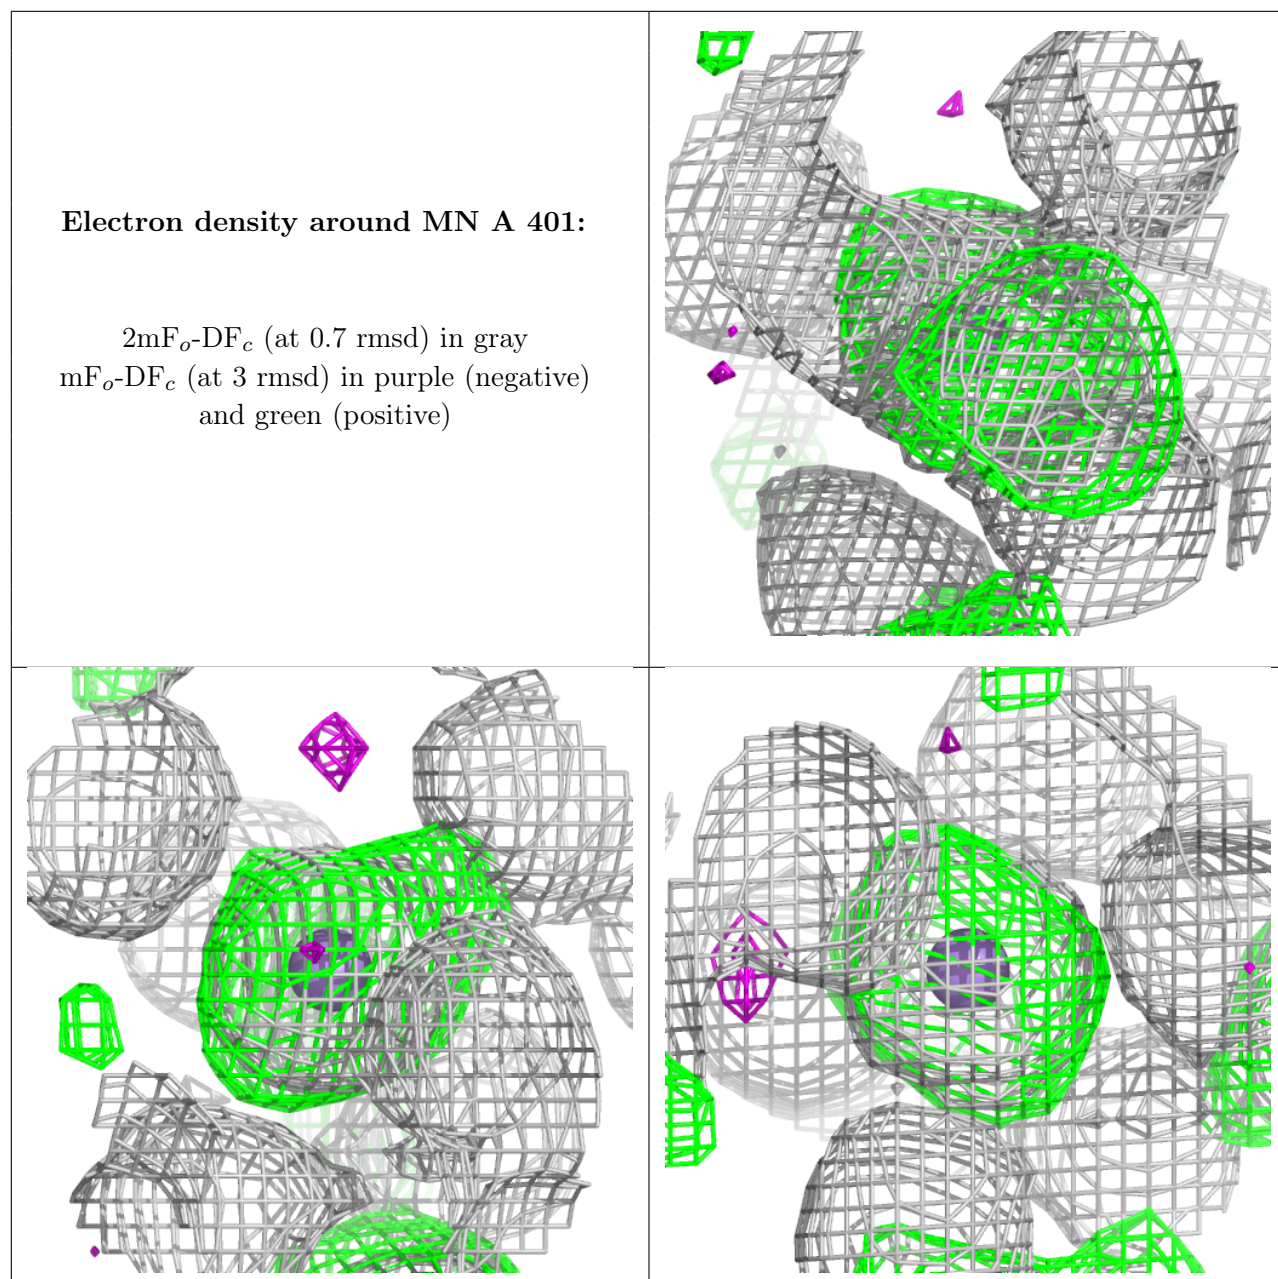 Electron density around MN A 401:
2mFo-DFc (at 0.7 rmsd) in gray
mFo-DFc (at 3 rmsd) in purple (negative)
and green (positive)